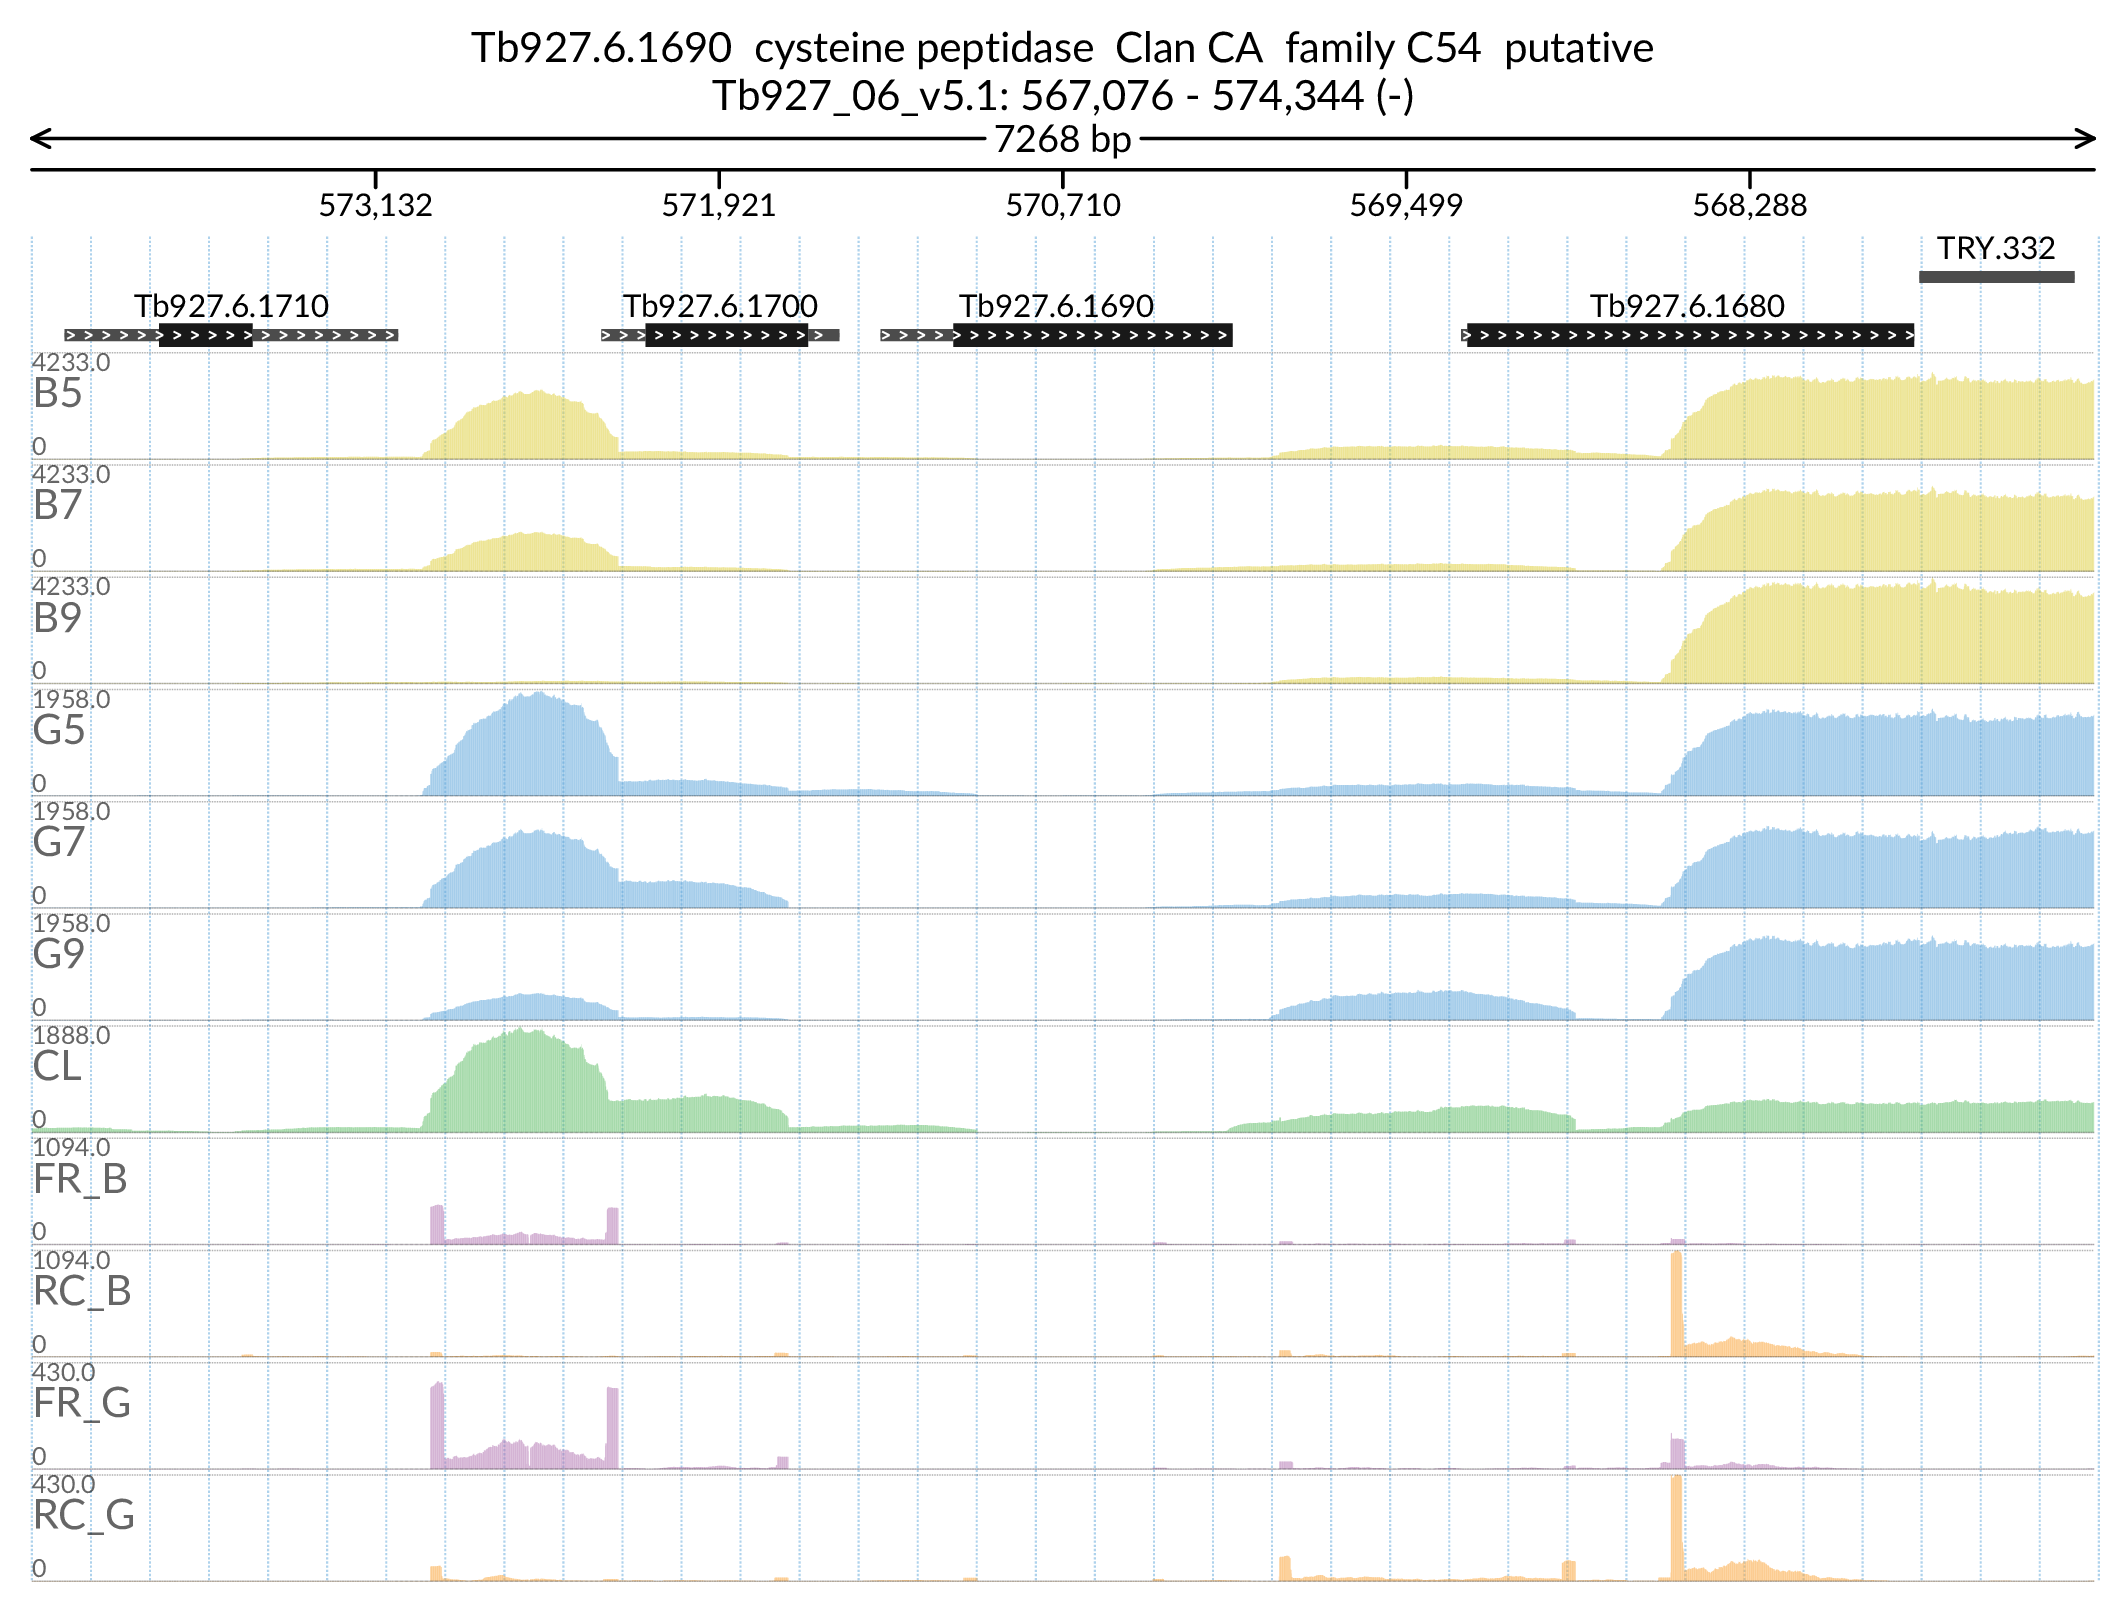 Tb927.6.1690 cysteine peptidase Clan CA family C54 putative
Tb927_06_v5.1: 567,076 - 574,344 (-)
7268 bp
573,132 571,921 570,710 569,499 568,288
TRY.332
Tb927.6.1710 Tb927.6.1700 Tb927.6.1690 Tb927.6.1680
4233.0
B5
0
4233.0
B7
0
4233.0
B9
0
1958.0
G5
0
1958.0
G7
0
1958.0
G9
0
1888.0
CL
0
1094.0
FR_B
0
1094.0
RC_B
0
430.0
FR_G
0
430.0
RC_G
0